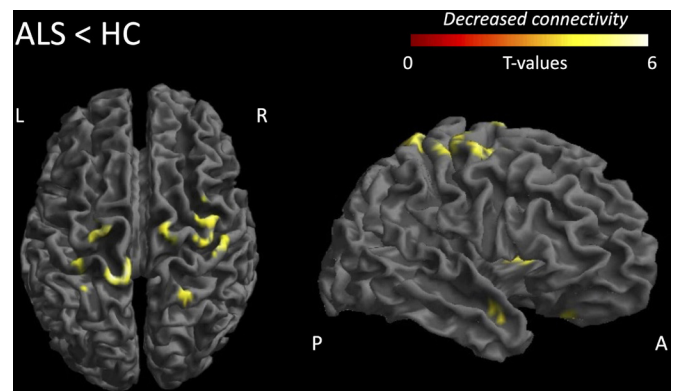 ALS < HC
Decreased connectivity
0 T-values 6
L R
P A